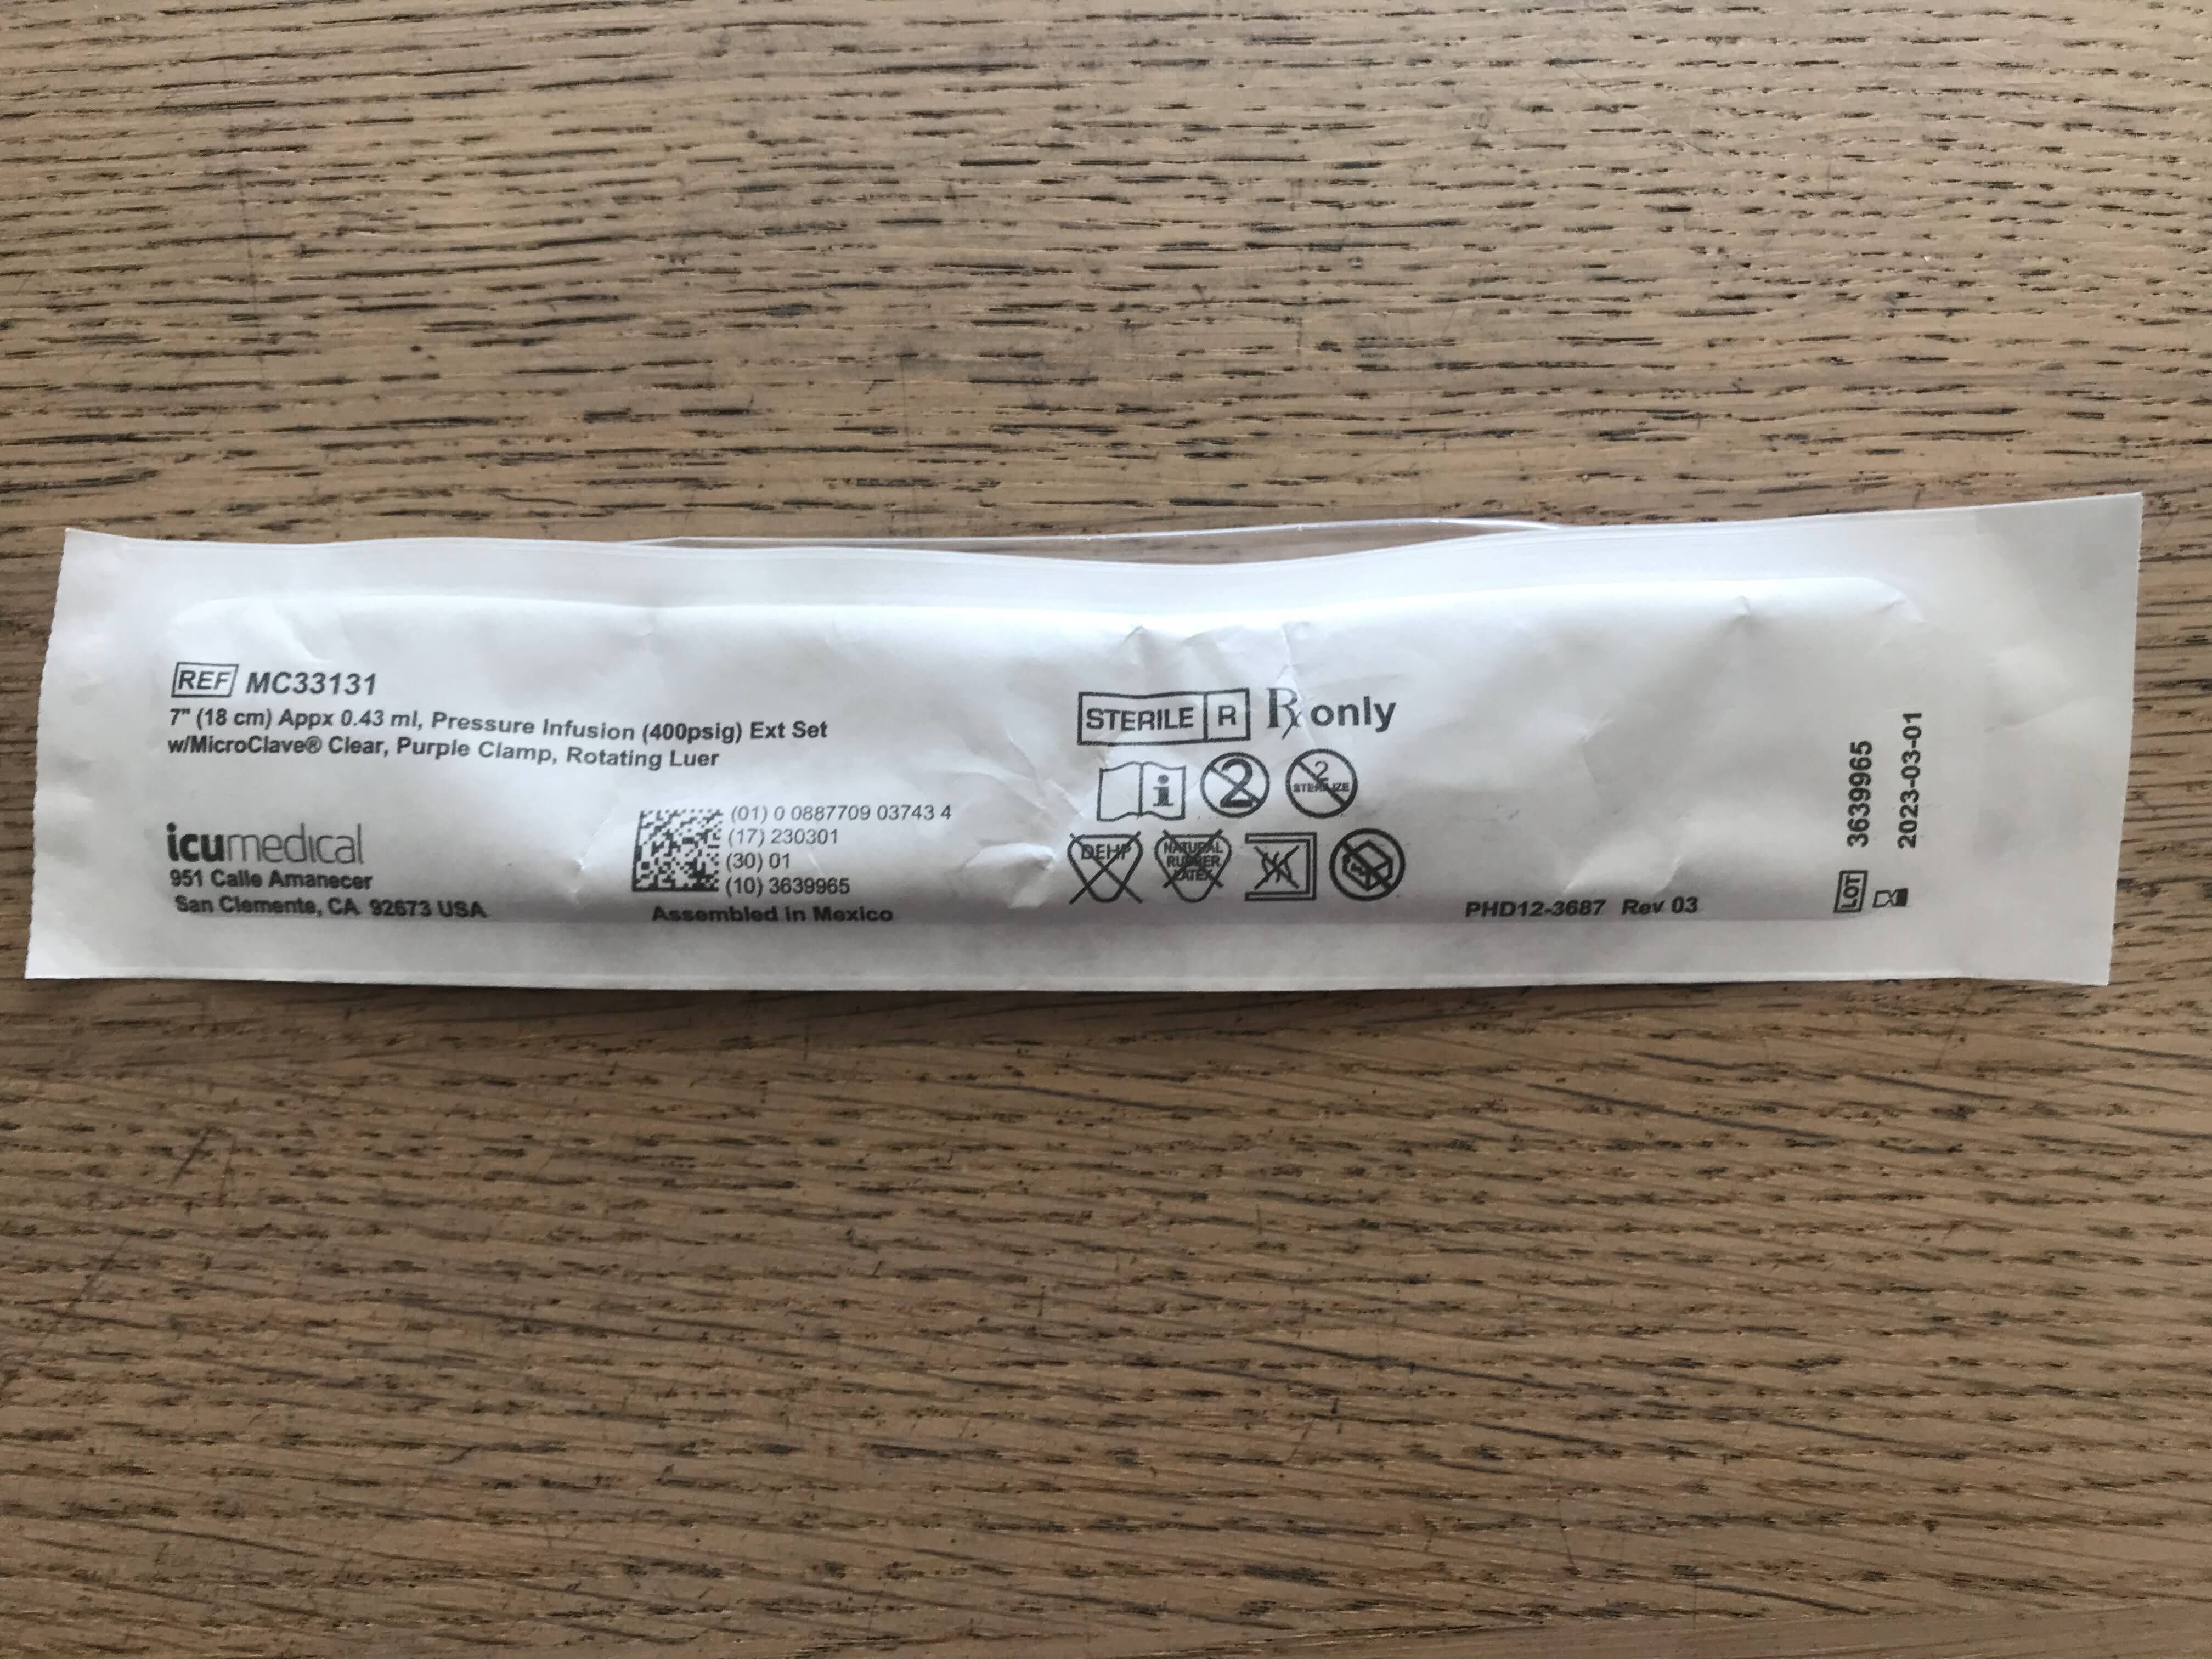 REF MC33131
7" (18 cm) Appx 0.43 ml, Pressure Infusion (400psig) Ext Set
w/MicroClave® Clear, Purple Clamp, Rotating Luer
icumedical
951 Calle Amanecer
San Clemente, CA 92673 USA
(01) 0 0887709 03743 4
(17) 230301
(30) 01
(10) 3639965
Assembled in Mexico
STERILE R Rx only
i 2 2 STERILIZE
DEHP NATURAL RUBBER LATEX
PHD12-3687 Rev 03
LOT 3639965
2023-03-01